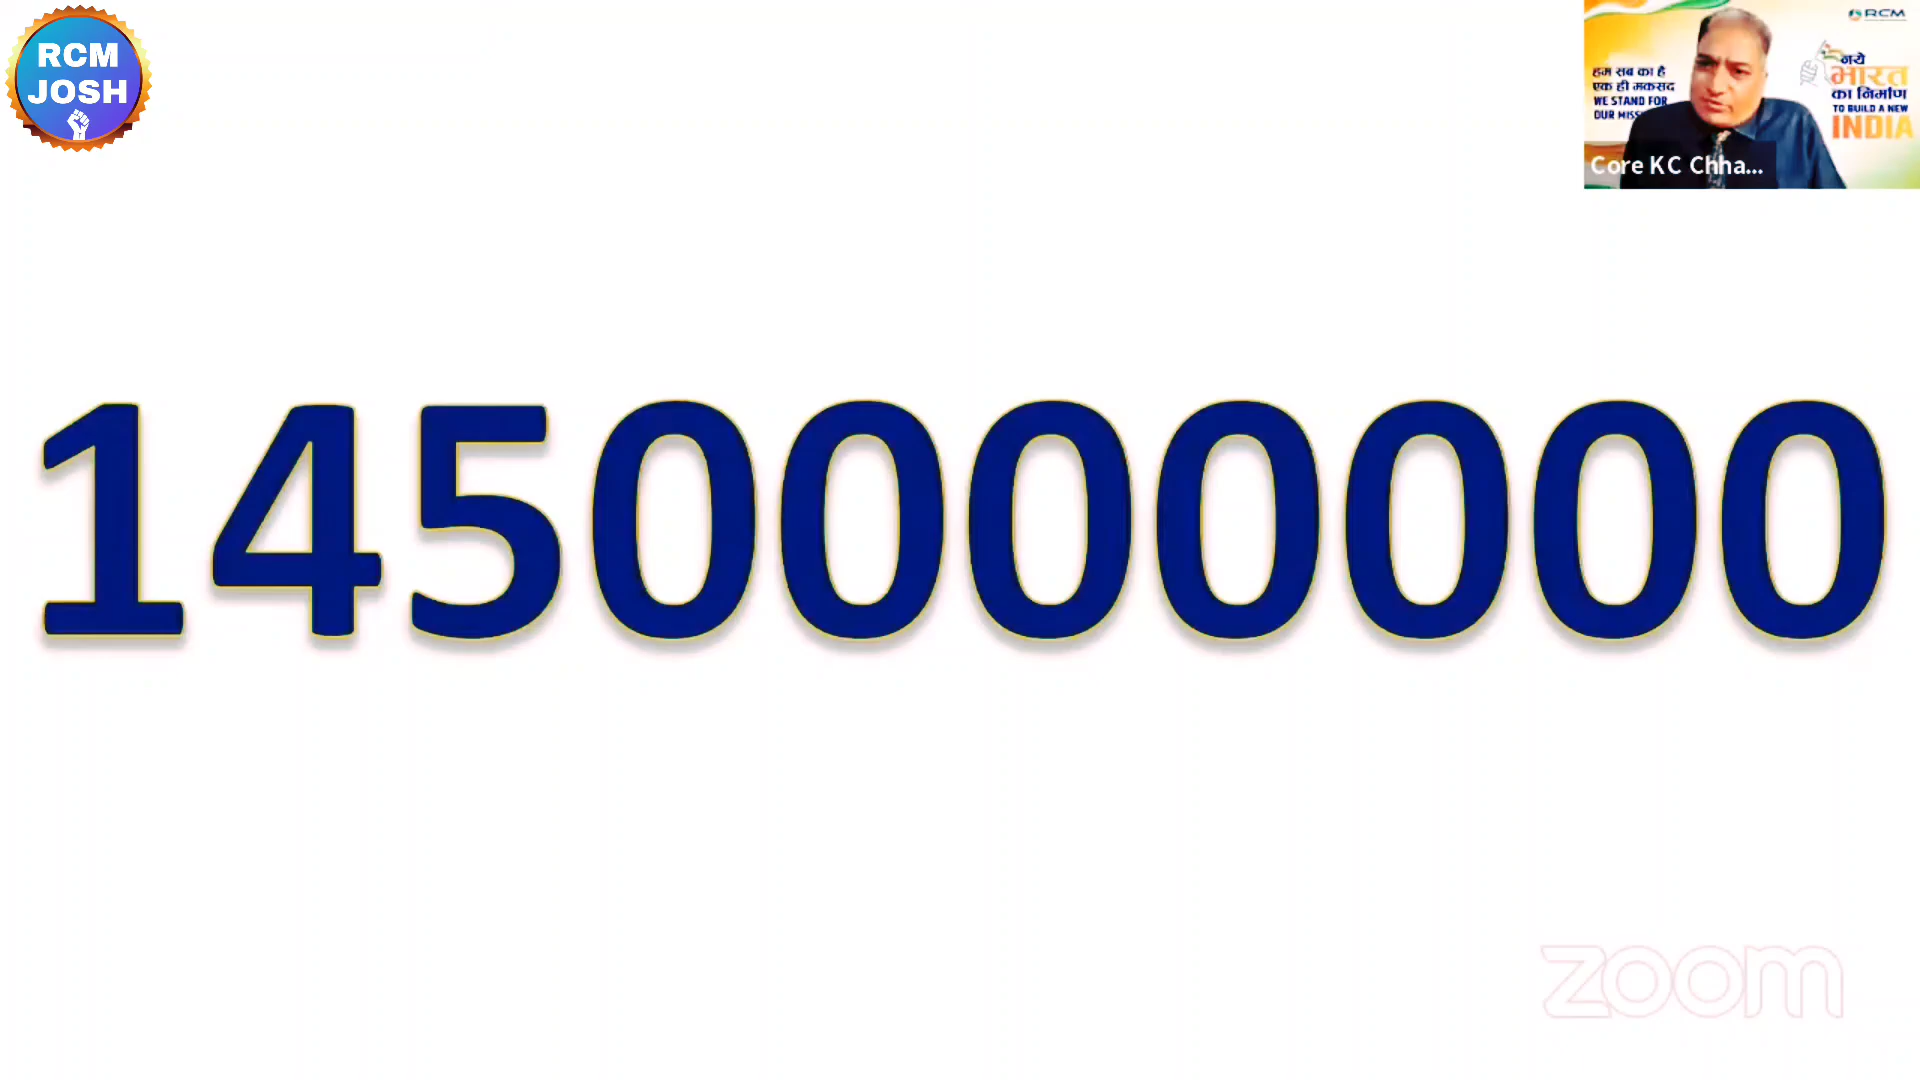 RCM
JOSH
RCM
हम सब का है
एक ही मकसद
WE STAND FOR
OUR
नये
भारत
का निर्माण
TO BUILD A NEW
INDIA
Core KC Chha...
1450000000
zoom